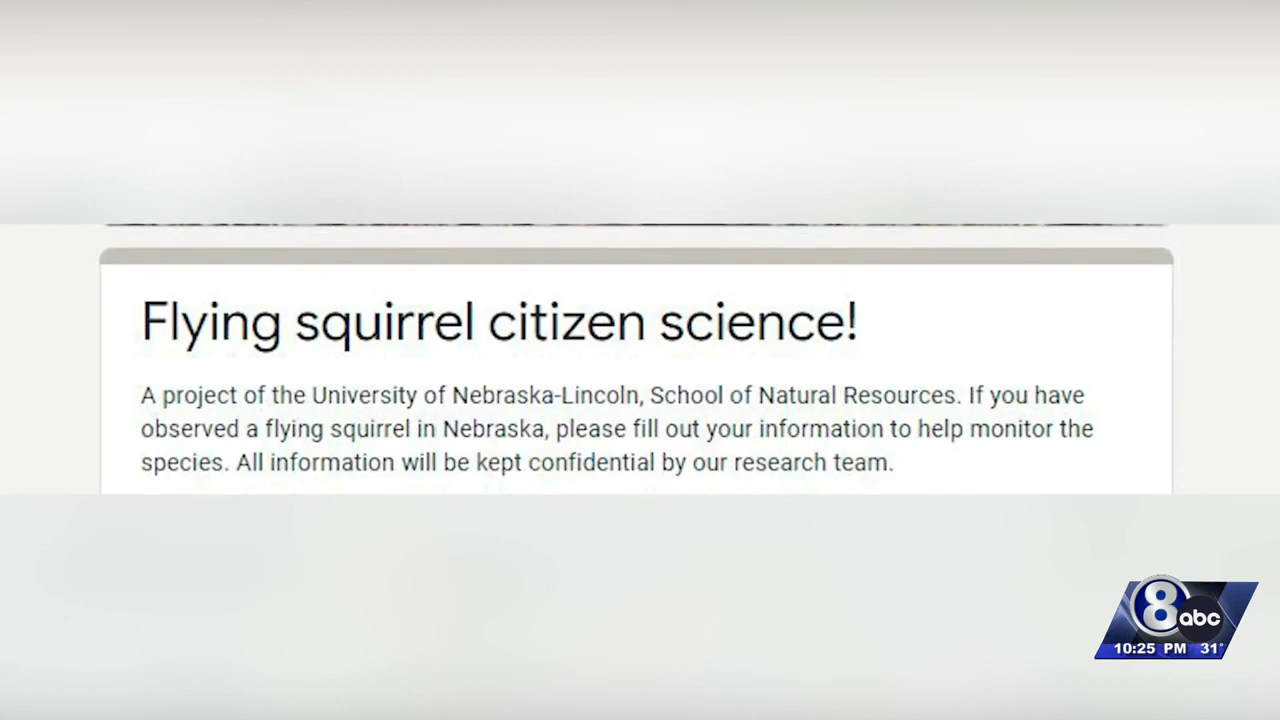 Flying squirrel citizen science!
A project of the University of Nebraska-Lincoln, School of Natural Resources. If you have
observed a flying squirrel in Nebraska, please fill out your information to help monitor the
species. All information will be kept confidential by our research team.
8 abc
10:25 PM 31°